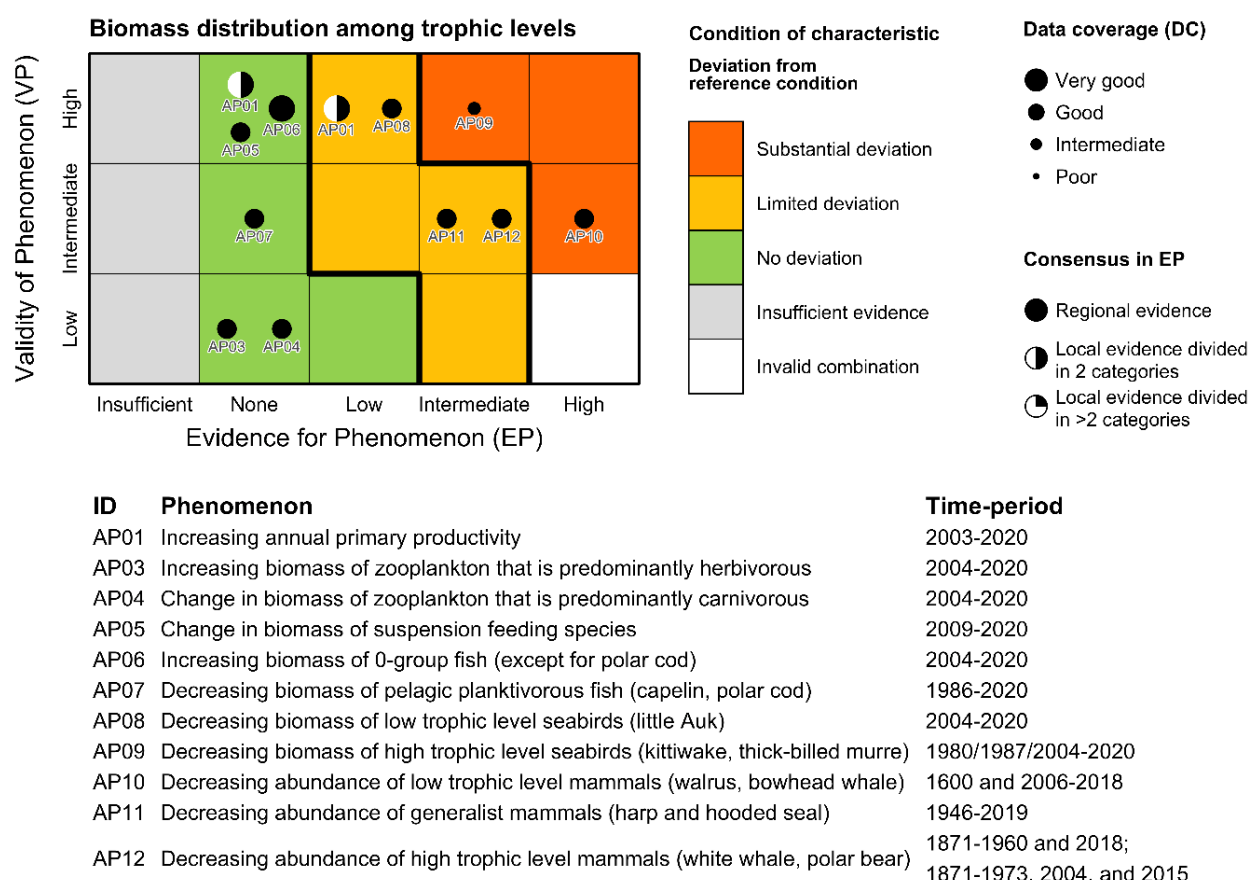 Biomass distribution among trophic levels
Validity of Phenomenon (VP)
High
Intermediate
Low
AP01
AP06
AP05
AP01
AP08
AP09
AP07
AP11
AP12
AP10
AP03
AP04
Insufficient
None
Low
Intermediate
High
Evidence for Phenomenon (EP)
Condition of characteristic
Deviation from
reference condition
Substantial deviation
Limited deviation
No deviation
Insufficient evidence
Invalid combination
Data coverage (DC)
Very good
Good
Intermediate
Poor
Consensus in EP
Regional evidence
Local evidence divided
in 2 categories
Local evidence divided
in >2 categories
ID Phenomenon Time-period
AP01 Increasing annual primary productivity 2003-2020
AP03 Increasing biomass of zooplankton that is predominantly herbivorous 2004-2020
AP04 Change in biomass of zooplankton that is predominantly carnivorous 2004-2020
AP05 Change in biomass of suspension feeding species 2009-2020
AP06 Increasing biomass of 0-group fish (except for polar cod) 2004-2020
AP07 Decreasing biomass of pelagic planktivorous fish (capelin, polar cod) 1986-2020
AP08 Decreasing biomass of low trophic level seabirds (little Auk) 2004-2020
AP09 Decreasing biomass of high trophic level seabirds (kittiwake, thick-billed murre) 1980/1987/2004-2020
AP10 Decreasing abundance of low trophic level mammals (walrus, bowhead whale) 1600 and 2006-2018
AP11 Decreasing abundance of generalist mammals (harp and hooded seal) 1946-2019
AP12 Decreasing abundance of high trophic level mammals (white whale, polar bear) 1871-1960 and 2018;
1871-1973, 2004, and 2015